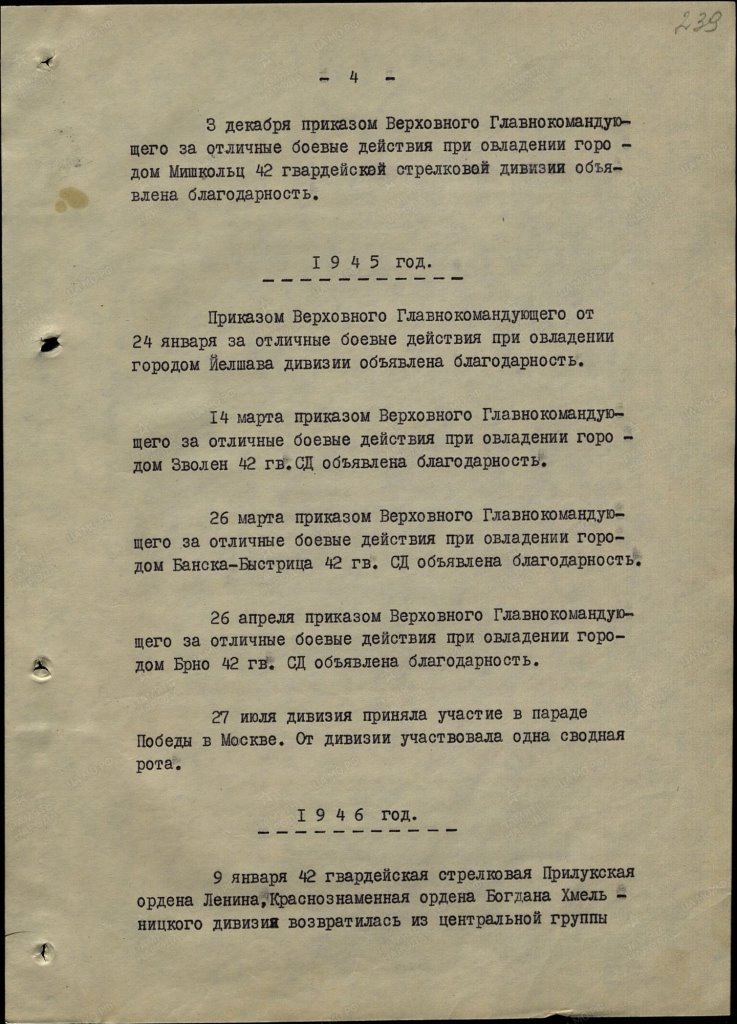 239
- 4 -
3 декабря приказом Верховного Главнокомандую-
щего за отличные боевые действия при овладении горо -
дом Мишкольц 42 гвардейской стрелковой дивизии объя-
влена благодарность.
I 9 4 5 год.
Приказом Верховного Главнокомандующего от
24 января за отличные боевые действия при овладении
городом Йелшава дивизии объявлена благодарность.
I4 марта приказом Верховного Главнокомандую-
щего за отличные боевые действия при овладении горо -
дом Зволен 42 гв.СД объявлена благодарность.
26 марта приказом Верховного Главнокомандую-
щего за отличные боевые действия при овладении горо-
дом Банска-Быстрица 42 гв. СД объявлена благодарность.
26 апреля приказом Верховного Главнокомандую-
щего за отличные боевые действия при овладении горо-
дом Брно 42 гв. СД объявлена благодарность.
27 июля дивизия приняла участие в параде
Победы в Москве. От дивизии участвовала одна сводная
рота.
I 9 4 6 год.
9 января 42 гвардейская стрелковая Прилукская
ордена Ленина,Краснознаменная ордена Богдана Хмель -
ницкого дивизия возвратилась из центральной группы